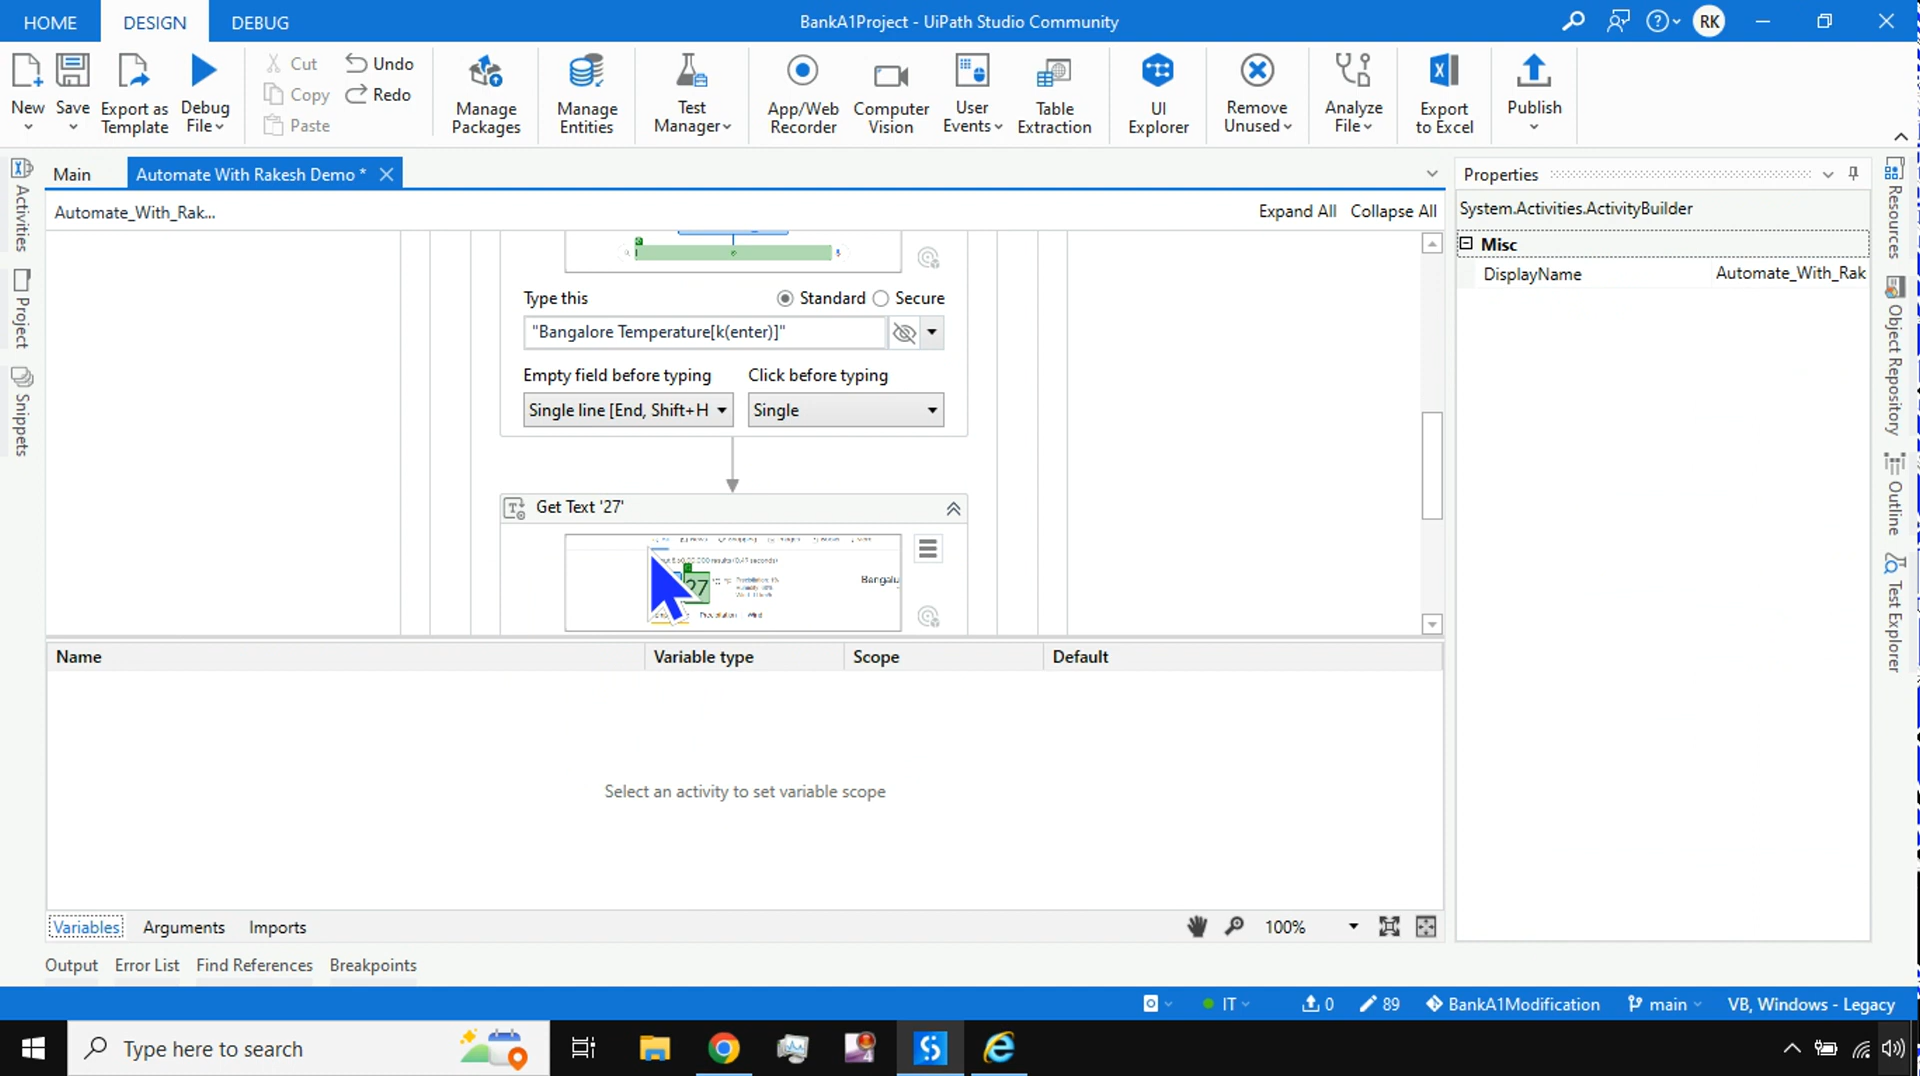 HOME DESIGN DEBUG BankA1Project - UiPath Studio Community RK
New Save Export as Template Debug File Cut Copy Paste Undo Redo Manage Packages Manage Entities Test Manager App/Web Recorder Computer Vision User Events Table Extraction UI Explorer Remove Unused Analyze File Export to Excel Publish
Main Automate With Rakesh Demo *
Automate_With_Rak... Expand All Collapse All
Activities
Project
Snippets
Type this Standard Secure
"Bangalore Temperature[k(enter)]"
Empty field before typing Click before typing
Single line [End, Shift+H Single
Get Text '27'
27
Precipitation Wind
Bangalu
Name Variable type Scope Default
Select an activity to set variable scope
Variables Arguments Imports 100%
Output Error List Find References Breakpoints
Properties
System.Activities.ActivityBuilder
Misc
DisplayName Automate_With_Rak
Resources
Object Repository
Outline
Test Explorer
IT 0 89 BankA1Modification main VB, Windows - Legacy
Type here to search